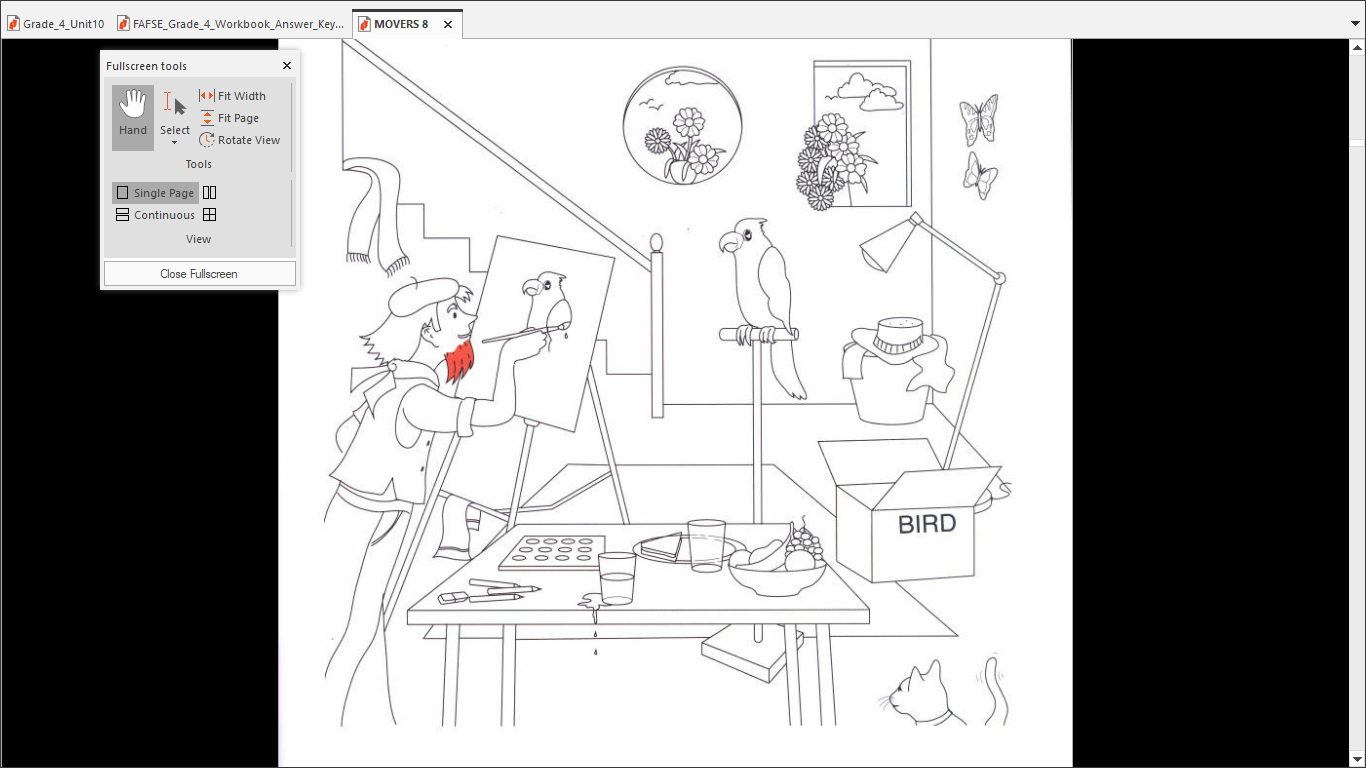 Grade_4_Unit10
FAFSE_Grade_4_Workbook_Answer_Key...
MOVERS 8
Fullscreen tools
Hand
Select
Fit Width
Fit Page
Rotate View
Tools
Single Page
Continuous
View
Close Fullscreen
BIRD